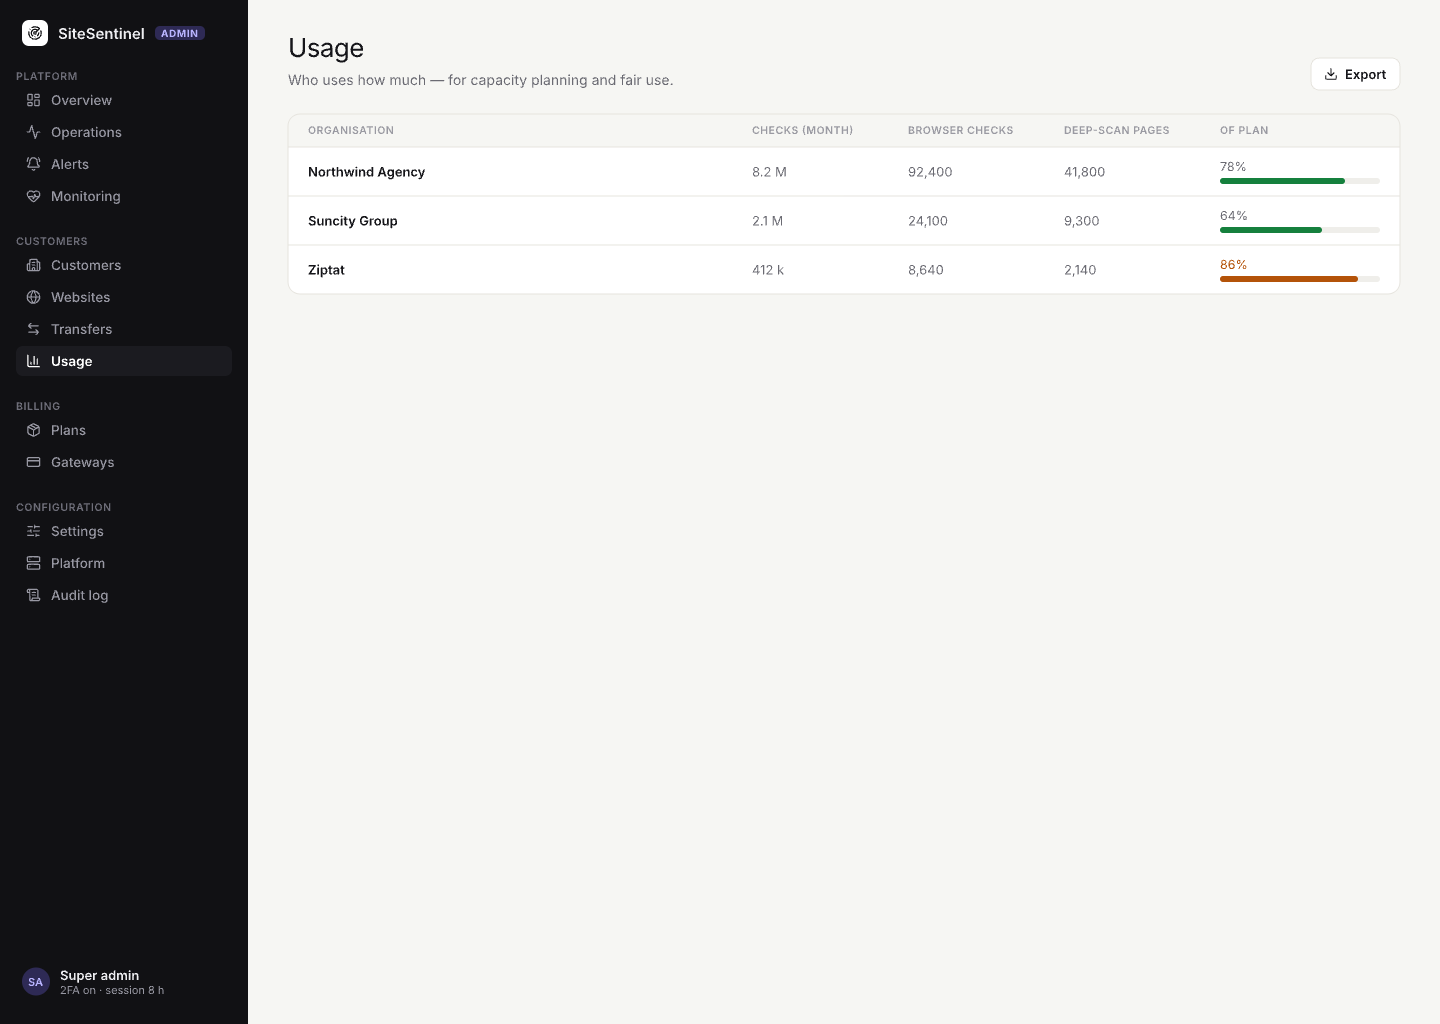 SiteSentinel ADMIN
PLATFORM
Overview
Operations
Alerts
Monitoring
CUSTOMERS
Customers
Websites
Transfers
Usage
BILLING
Plans
Gateways
CONFIGURATION
Settings
Platform
Audit log
SA
Super admin
2FA on · session 8 h
Usage
Who uses how much — for capacity planning and fair use.
Export
ORGANISATION CHECKS (MONTH) BROWSER CHECKS DEEP-SCAN PAGES OF PLAN
Northwind Agency 8.2 M 92,400 41,800 78%
Suncity Group 2.1 M 24,100 9,300 64%
Ziptat 412 k 8,640 2,140 86%